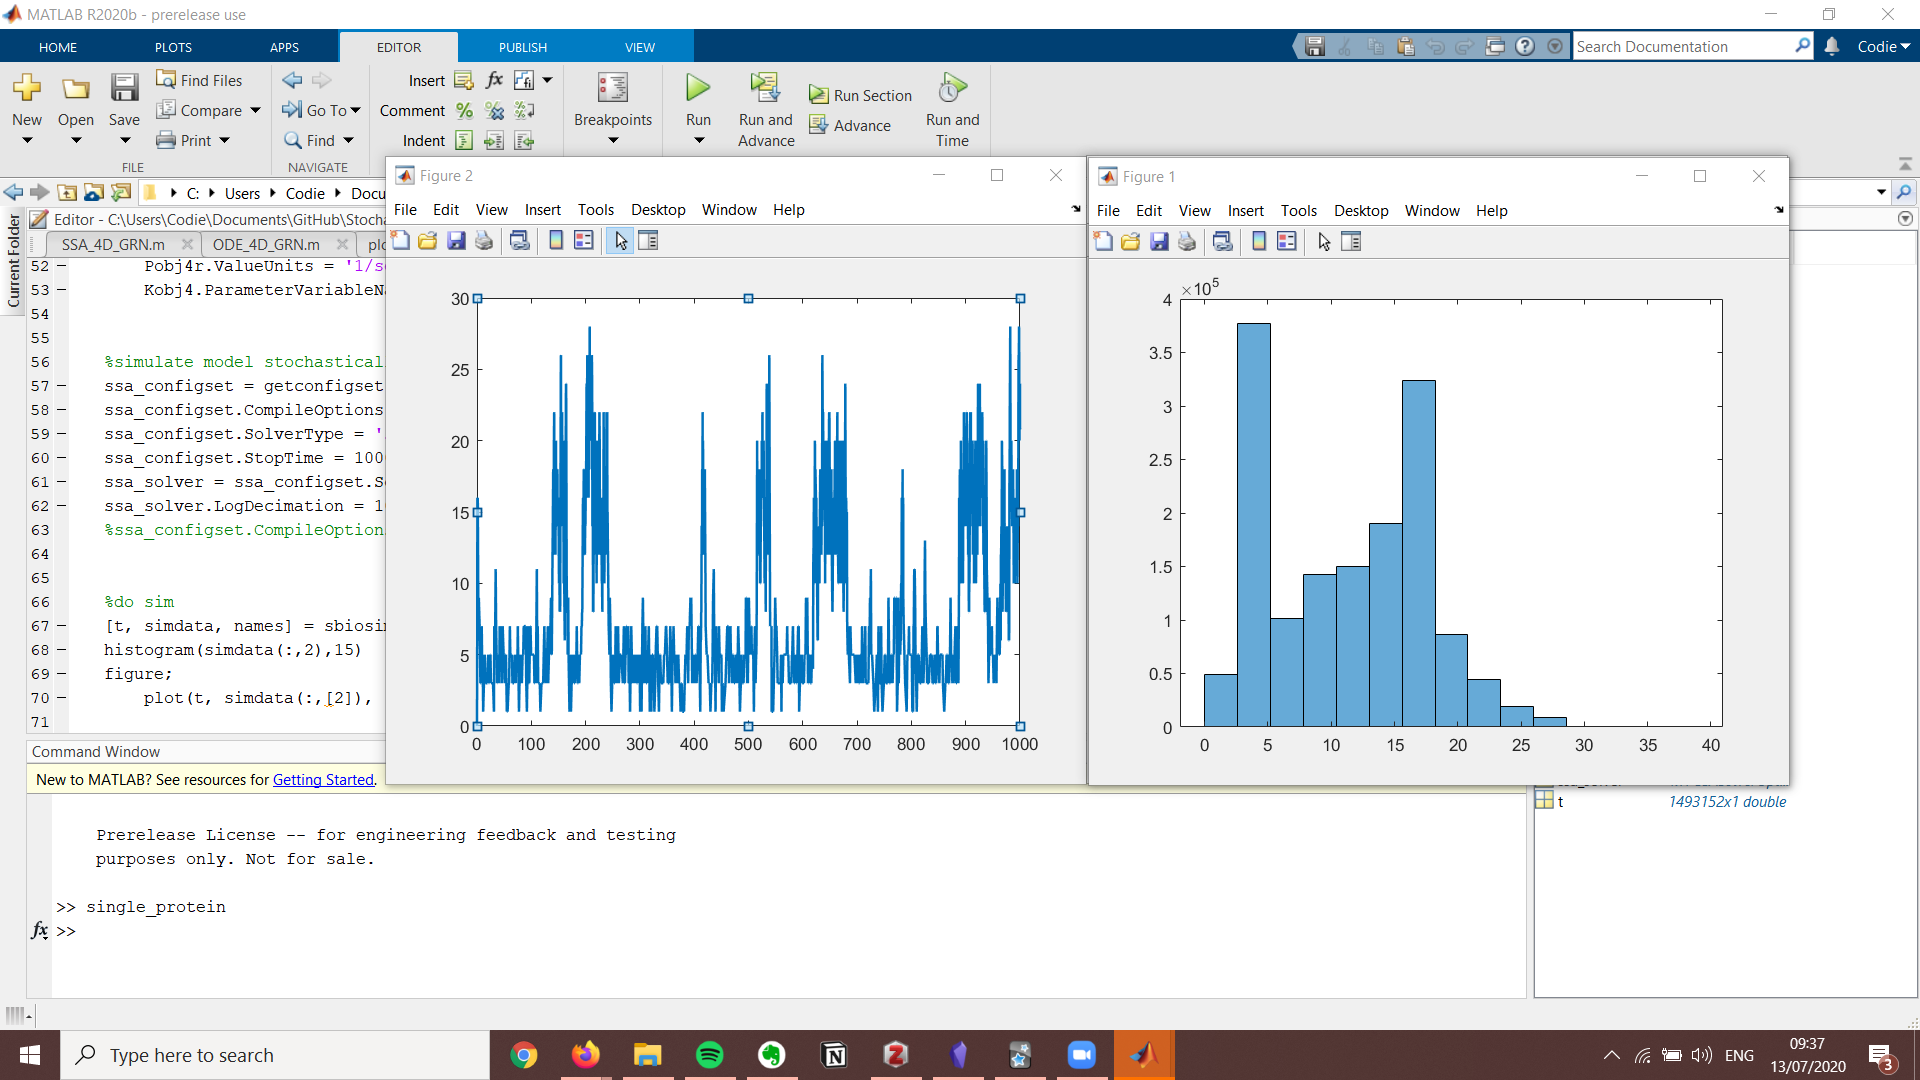 MATLAB R2020b - prerelease use
HOME PLOTS APPS EDITOR PUBLISH VIEW
Search Documentation
Codie
New
Open
Save
Find Files
Compare
Print
FILE
Go To
Find
NAVIGATE
Insert
Comment
Indent
fx
Breakpoints
Run
Run and Advance
Run Section
Advance
Run and Time
C: Users Codie Docu
Current Folder
Editor - C:\Users\Codie\Documents\GitHub\Stocha
SSA_4D_GRN.m ODE_4D_GRN.m plo
52 Pobj4r.ValueUnits = '1/se
53 Kobj4.ParameterVariableNa
54
55
56 %simulate model stochastical
57 ssa_configset = getconfigset
58 ssa_configset.CompileOptions
59 ssa_configset.SolverType = '
60 ssa_configset.StopTime = 100
61 ssa_solver = ssa_configset.S
62 ssa_solver.LogDecimation = 1
63 %ssa_configset.CompileOption
64
65
66 %do sim
67 [t, simdata, names] = sbiosi
68 histogram(simdata(:,2),15)
69 figure;
70 plot(t, simdata(:,[2]),
71
Figure 2
File Edit View Insert Tools Desktop Window Help
30
25
20
15
10
5
0
0 100 200 300 400 500 600 700 800 900 1000
Figure 1
File Edit View Insert Tools Desktop Window Help
×10^5
4
3.5
3
2.5
2
1.5
1
0.5
0
0 5 10 15 20 25 30 35 40
Command Window
New to MATLAB? See resources for Getting Started.
Prerelease License -- for engineering feedback and testing
purposes only. Not for sale.
>> single_protein
fx >>
t 1493152x1 double
Type here to search
ENG
09:37
13/07/2020
3